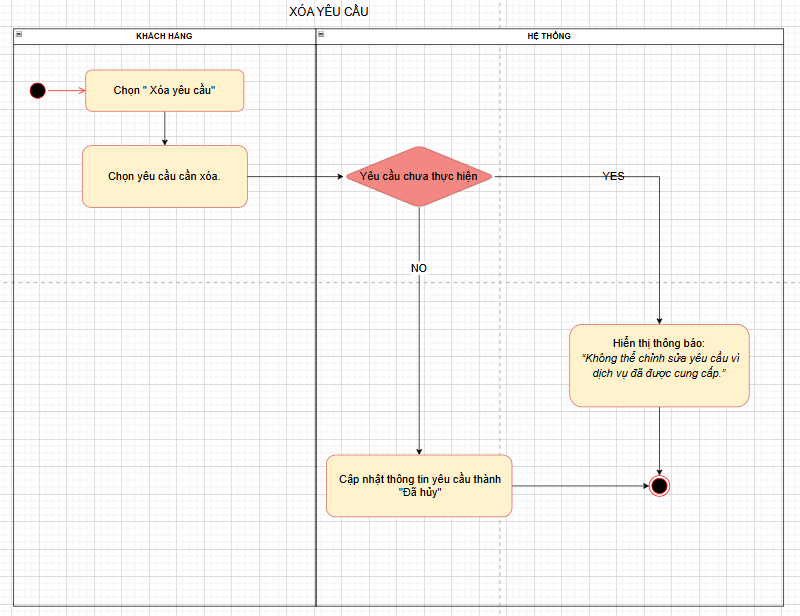 XÓA YÊU CẦU
KHÁCH HÀNG
HỆ THỐNG
Chọn " Xóa yêu cầu"
Chọn yêu cầu cần xóa.
Yêu cầu chưa thực hiện
YES
NO
Hiển thị thông báo:
“Không thể chỉnh sửa yêu cầu vì
dịch vụ đã được cung cấp.”
Cập nhật thông tin yêu cầu thành
"Đã hủy"